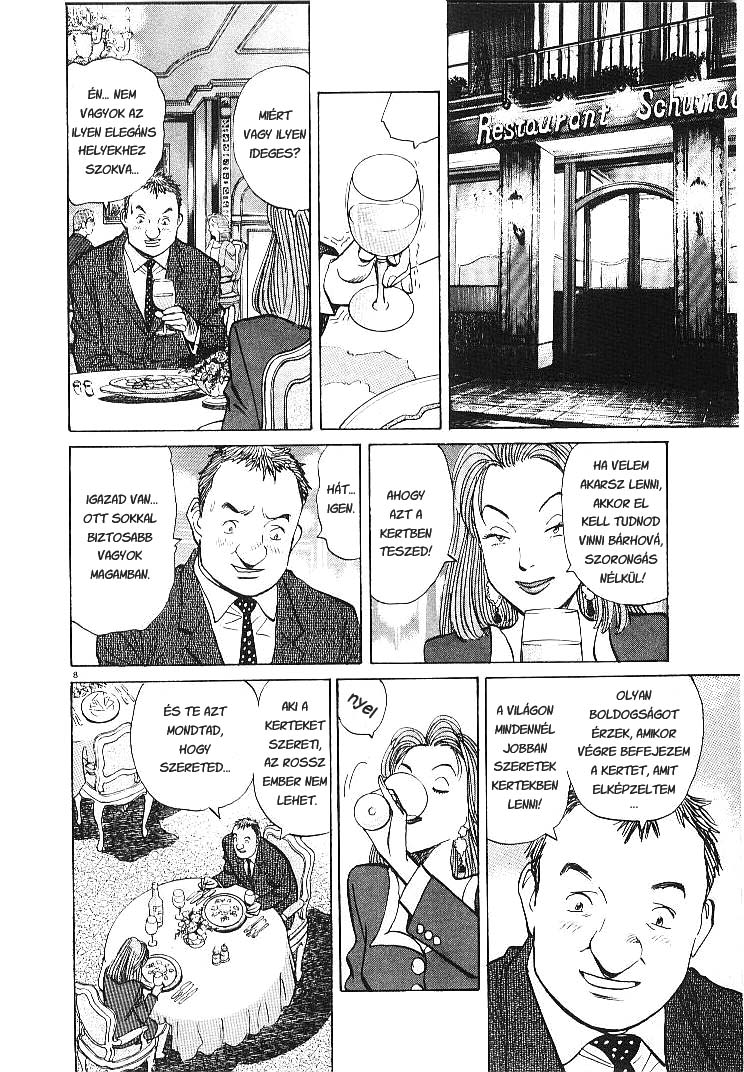 Restaurant Schumac
MIÉRT
VAGY ILYEN
IDEGES?
ÉN... NEM
VAGYOK AZ
ILYEN ELEGÁNS
HELYEKHEZ
SZOKVA...
HA VELEM
AKARSZ LENNI,
AKKOR EL
KELL TUDNOD
VINNI BÁRHOVÁ,
SZORONGÁS
NÉLKÜL!
AHOGY
AZT A
KERTBEN
TESZED!
HÁT...
IGEN.
IGAZAD VAN...
OTT SOKKAL
BIZTOSABB
VAGYOK
MAGAMBAN.
8
OLYAN
BOLDOGSÁGOT
ÉRZEK, AMIKOR
VÉGRE BEFEJEZEM
A KERTET, AMIT
ELKÉPZELTEM
...
A VILÁGON
MINDENNÉL
JOBBAN
SZERETEK
KERTEKBEN
LENNI!
nyel
AKI A
KERTEKET
SZERETI,
AZ ROSSZ
EMBER NEM
LEHET.
ÉS TE AZT
MONDTAD,
HOGY
SZERETED...